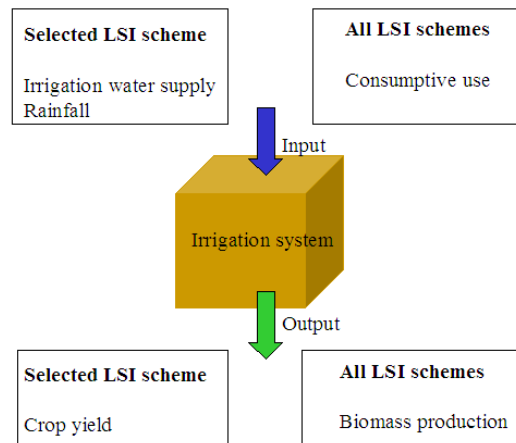 Selected LSI scheme
Irrigation water supply
Rainfall
All LSI schemes
Consumptive use
Input
Irrigation system
Output
Selected LSI scheme
Crop yield
All LSI schemes
Biomass production